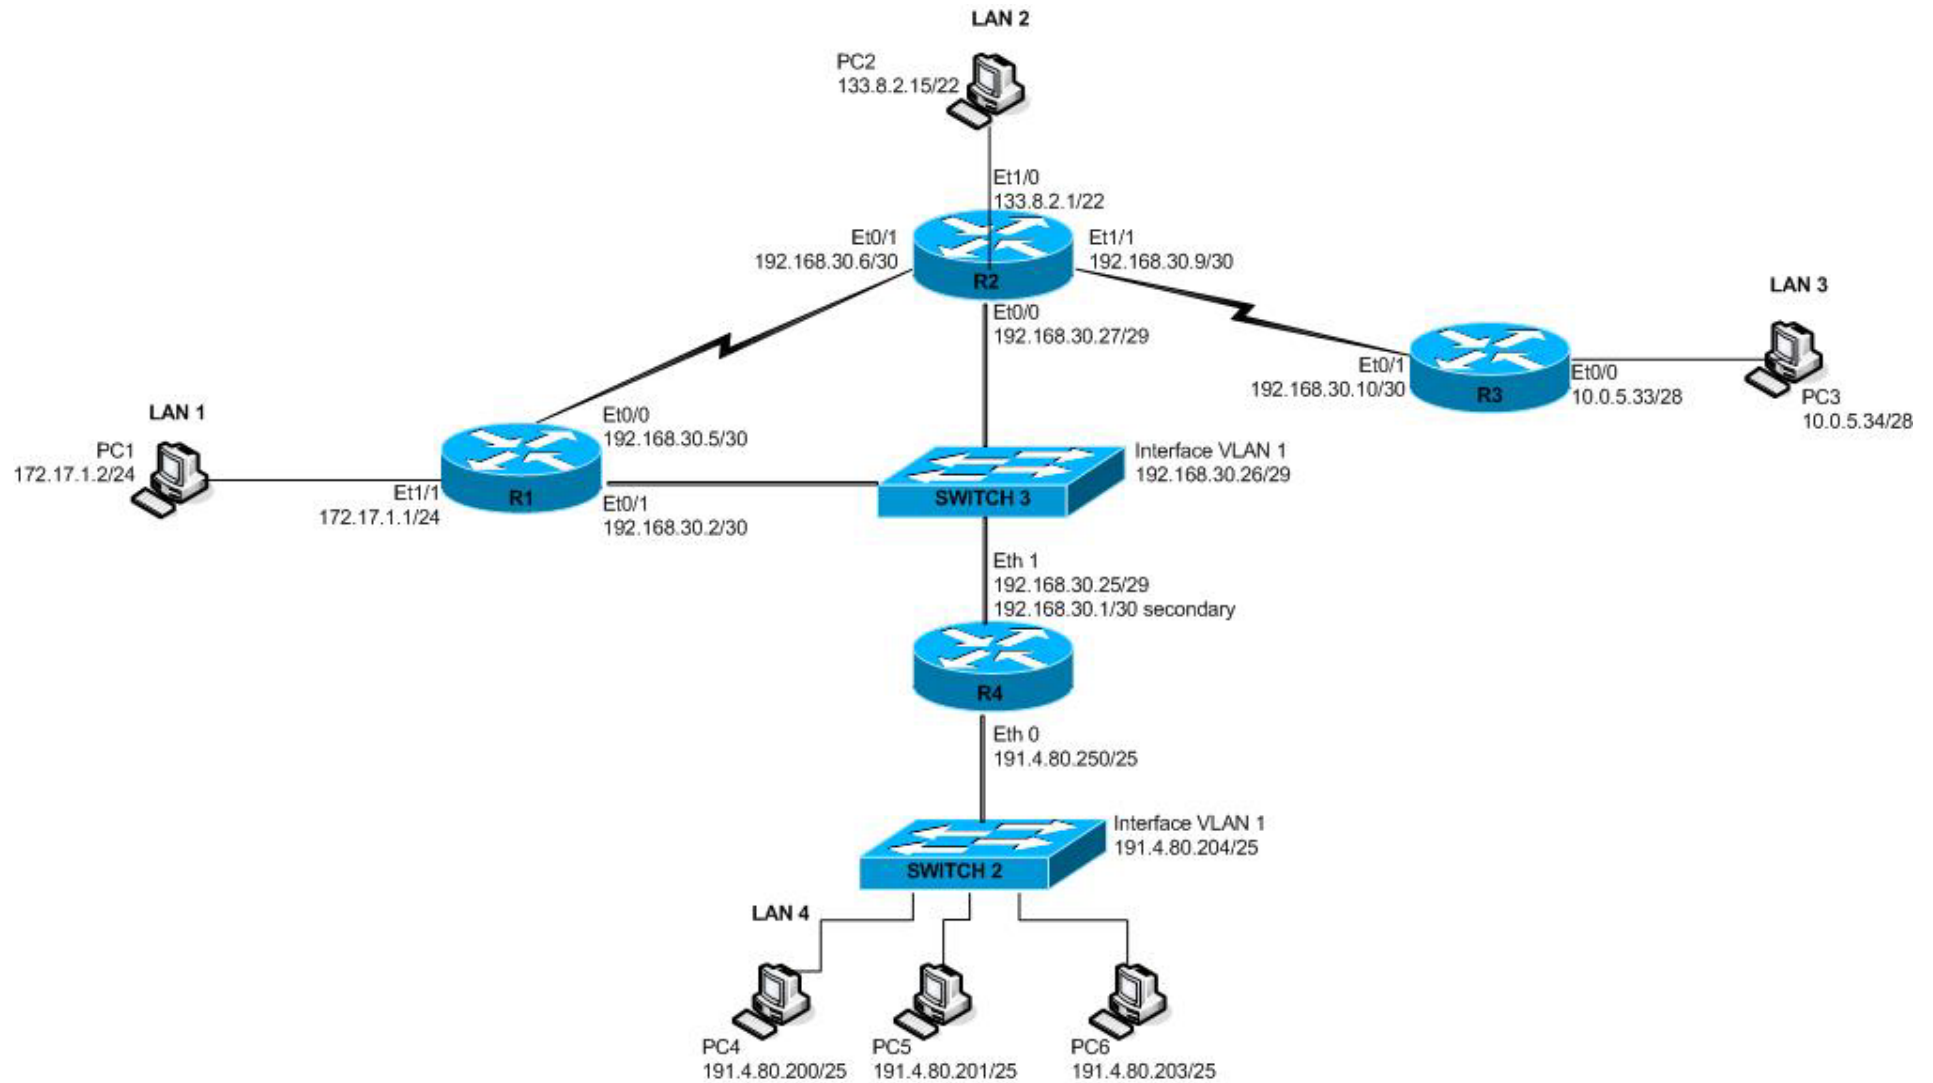 LAN 2
PC2
133.8.2.15/22
Et1/0
133.8.2.1/22
Et0/1
192.168.30.6/30
Et1/1
192.168.30.9/30
R2
Et0/0
192.168.30.27/29
LAN 3
Et0/1
192.168.30.10/30
R3
Et0/0
10.0.5.33/28
PC3
10.0.5.34/28
LAN 1
PC1
172.17.1.2/24
Et1/1
172.17.1.1/24
Et0/0
192.168.30.5/30
R1
Et0/1
192.168.30.2/30
Interface VLAN 1
192.168.30.26/29
SWITCH 3
Eth 1
192.168.30.25/29
192.168.30.1/30 secondary
R4
Eth 0
191.4.80.250/25
Interface VLAN 1
191.4.80.204/25
SWITCH 2
LAN 4
PC4
191.4.80.200/25
PC5
191.4.80.201/25
PC6
191.4.80.203/25